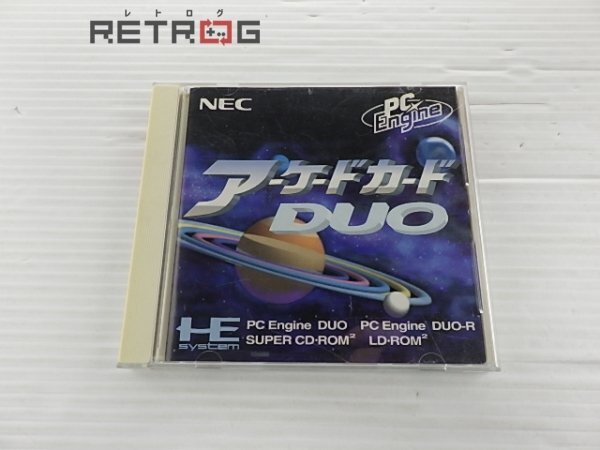 レトログ
RETROG
NEC
PC Engine
アーケードカード
DUO
HE system
PC Engine DUO PC Engine DUO-R
SUPER CD-ROM² LD-ROM²